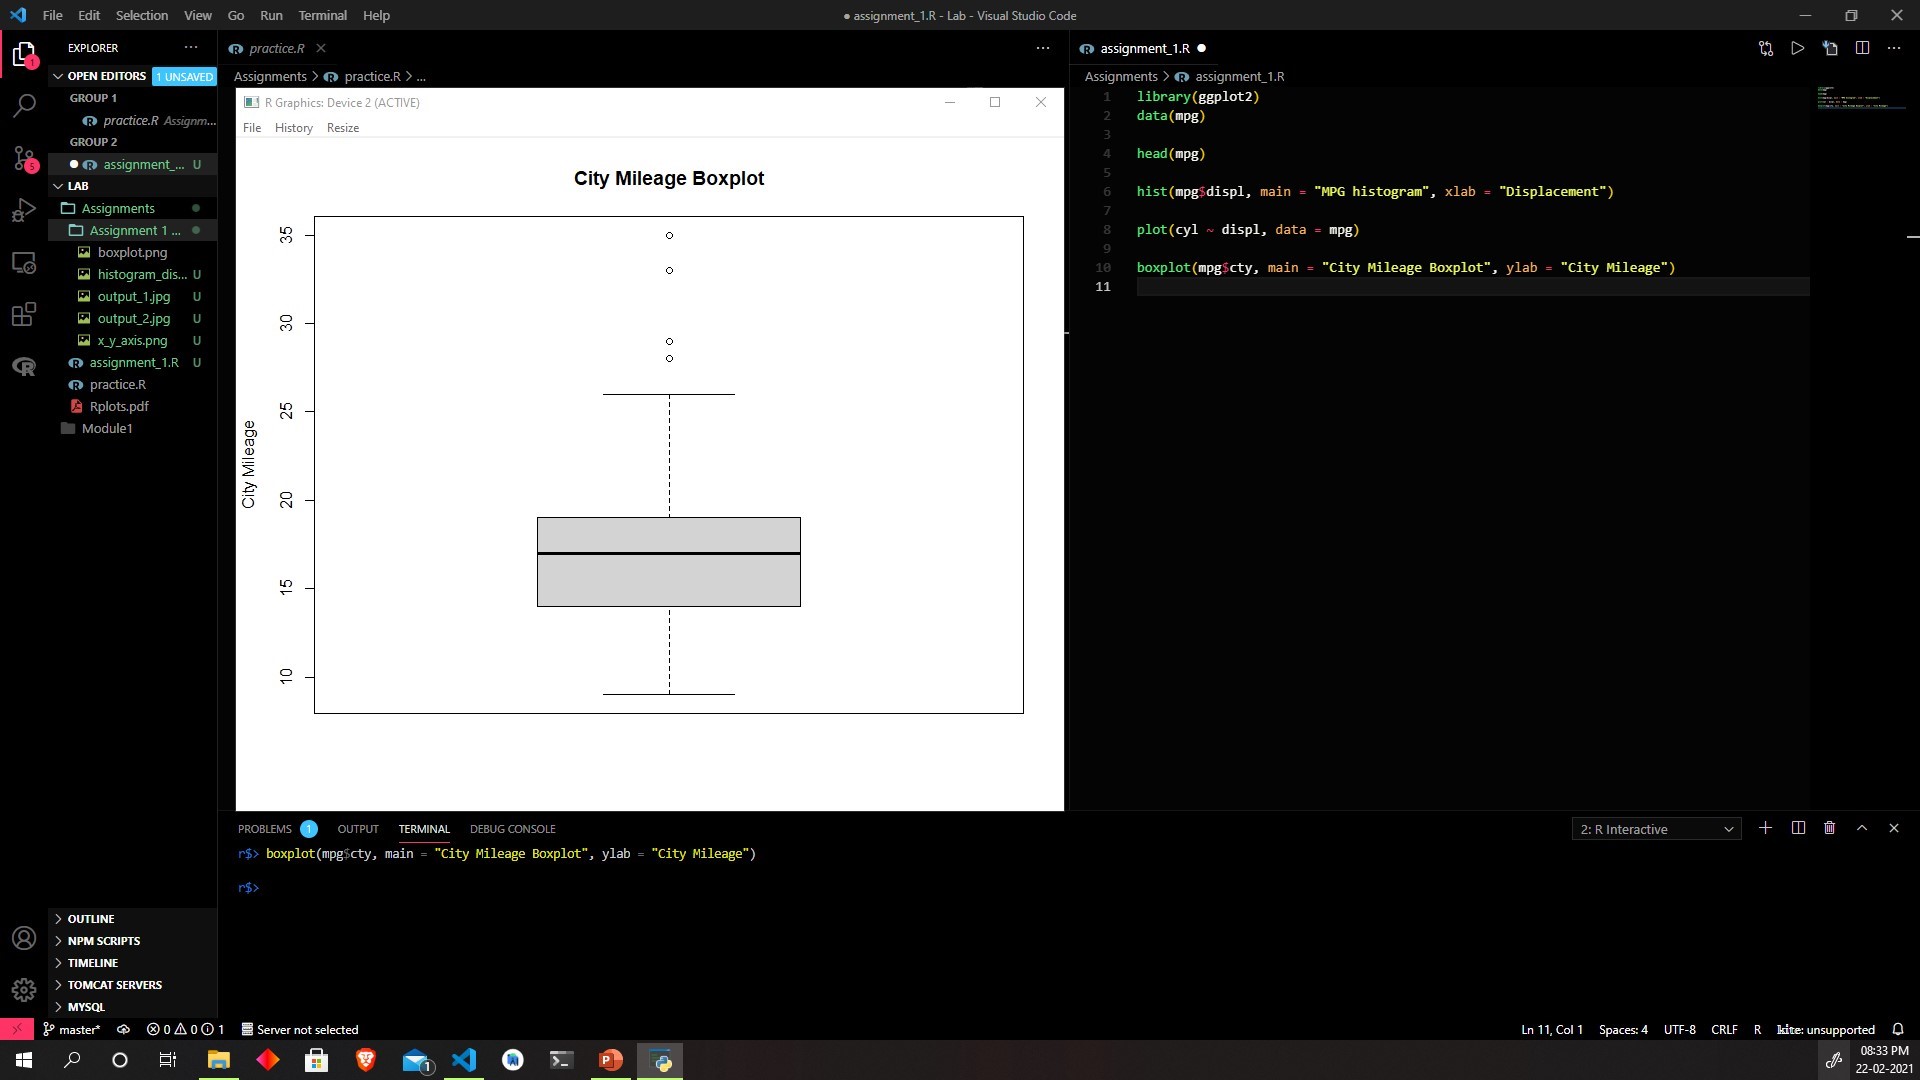 File Edit Selection View Go Run Terminal Help
● assignment_1.R - Lab - Visual Studio Code
EXPLORER
OPEN EDITORS 1 UNSAVED
GROUP 1
practice.R Assignm...
GROUP 2
assignment_... U
LAB
Assignments
Assignment 1 ...
boxplot.png
histogram_dis... U
output_1.jpg U
output_2.jpg U
x_y_axis.png U
assignment_1.R U
practice.R
Rplots.pdf
Module1
OUTLINE
NPM SCRIPTS
TIMELINE
TOMCAT SERVERS
MYSQL
1
5
practice.R
Assignments > practice.R > ...
R Graphics: Device 2 (ACTIVE)
File History Resize
City Mileage Boxplot
City Mileage
35
30
25
20
15
10
assignment_1.R
Assignments > assignment_1.R
1 library(ggplot2)
2 data(mpg)
3
4 head(mpg)
5
6 hist(mpg$displ, main = "MPG histogram", xlab = "Displacement")
7
8 plot(cyl ~ displ, data = mpg)
9
10 boxplot(mpg$cty, main = "City Mileage Boxplot", ylab = "City Mileage")
11
PROBLEMS 1 OUTPUT TERMINAL DEBUG CONSOLE
2: R Interactive
r$> boxplot(mpg$cty, main = "City Mileage Boxplot", ylab = "City Mileage")
r$>
master* 0 0 1 Server not selected
Ln 11, Col 1 Spaces: 4 UTF-8 CRLF R kite: unsupported
1
08:33 PM
22-02-2021